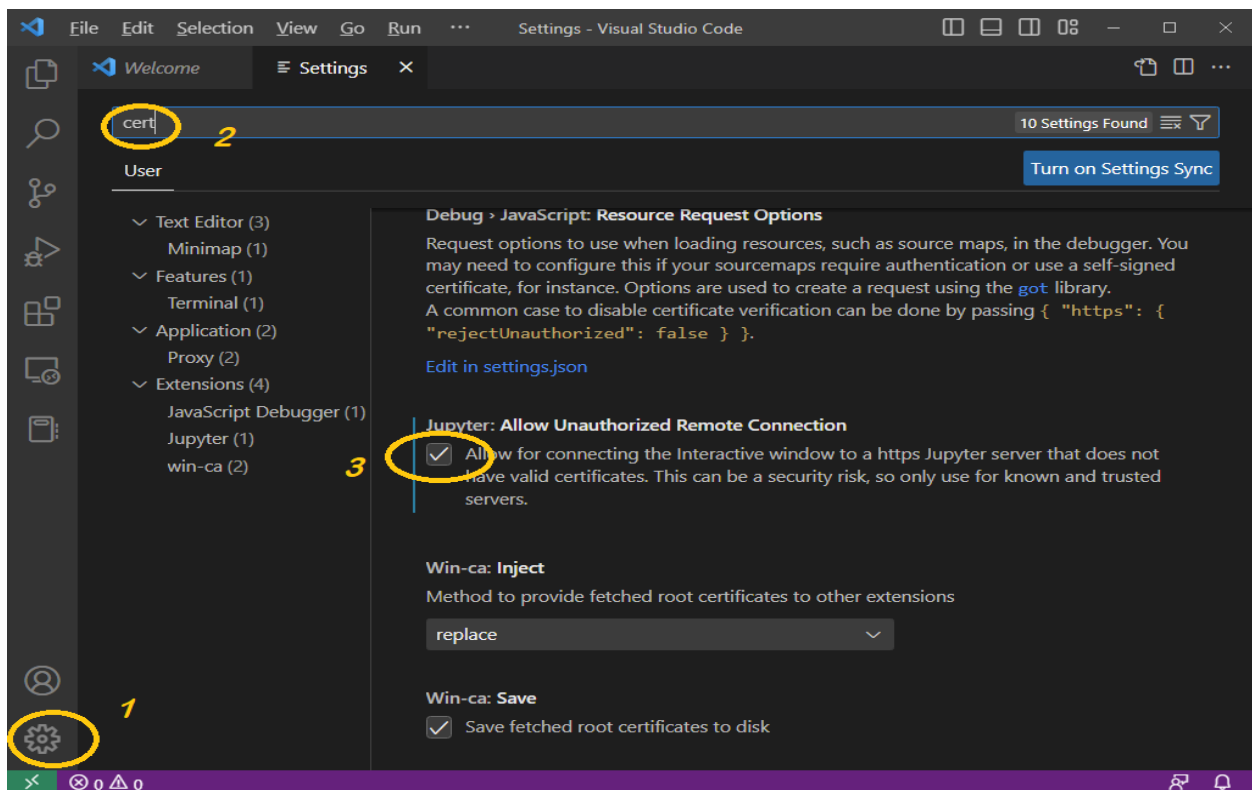 File Edit Selection View Go Run ··· Settings - Visual Studio Code
Welcome Settings
cert 2 10 Settings Found
User Turn on Settings Sync
Text Editor (3)
Minimap (1)
Features (1)
Terminal (1)
Application (2)
Proxy (2)
Extensions (4)
JavaScript Debugger (1)
Jupyter (1)
win-ca (2)
Debug › JavaScript: Resource Request Options
Request options to use when loading resources, such as source maps, in the debugger. You
may need to configure this if your sourcemaps require authentication or use a self-signed
certificate, for instance. Options are used to create a request using the got library.
A common case to disable certificate verification can be done by passing { "https": {
"rejectUnauthorized": false } }.
Edit in settings.json
Jupyter: Allow Unauthorized Remote Connection
3 Allow for connecting the Interactive window to a https Jupyter server that does not
have valid certificates. This can be a security risk, so only use for known and trusted
servers.
Win-ca: Inject
Method to provide fetched root certificates to other extensions
replace
Win-ca: Save
Save fetched root certificates to disk
1
0 0